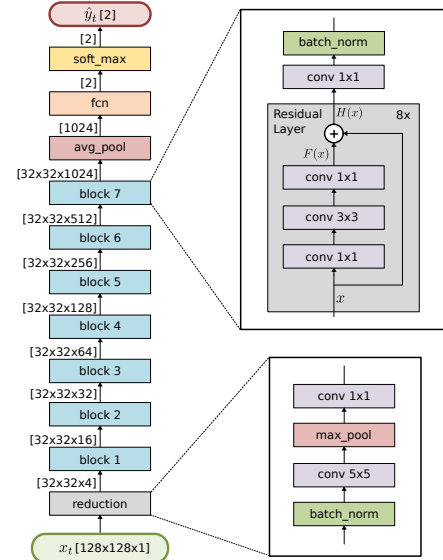 ŷₜ [2]
[2]
soft_max
[2]
fcn
[1024]
avg_pool
[32x32x1024]
block 7
[32x32x512]
block 6
[32x32x256]
block 5
[32x32x128]
block 4
[32x32x64]
block 3
[32x32x32]
block 2
[32x32x16]
block 1
[32x32x4]
reduction
xₜ [128x128x1]
batch_norm
conv 1x1
Residual
Layer
H(x)
8x
+
F(x)
conv 1x1
conv 3x3
conv 1x1
x
conv 1x1
max_pool
conv 5x5
batch_norm